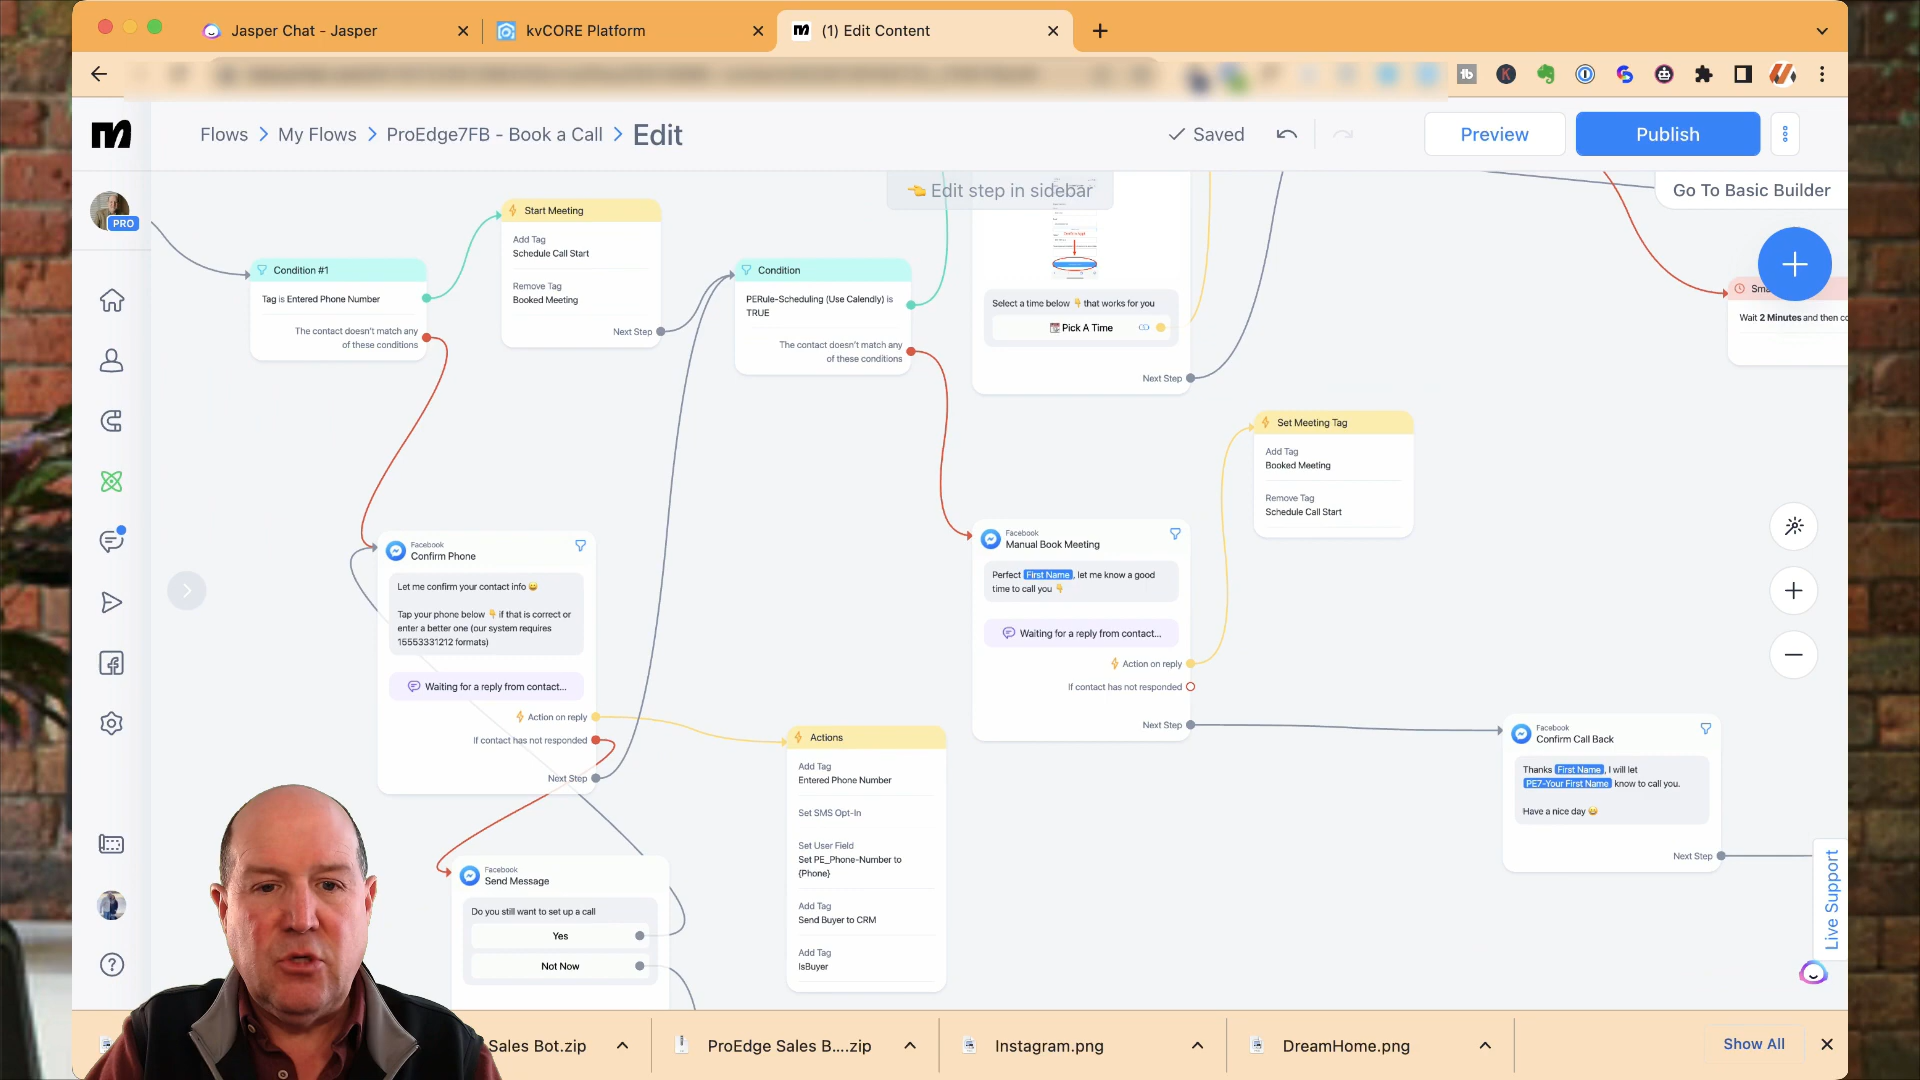 Jasper Chat - Jasper
kvCORE Platform
(1) Edit Content
Flows > My Flows > ProEdge7FB - Book a Call > Edit
Saved
Preview
Publish
PRO
👈 Edit step in sidebar
Go To Basic Builder
Start Meeting
Add Tag
Schedule Call Start
Remove Tag
Booked Meeting
Next Step
Condition #1
Tag is Entered Phone Number
The contact doesn't match any
of these conditions
Condition
PERule-Scheduling (Use Calendly) is
TRUE
The contact doesn't match any
of these conditions
Select a time below 👇 that works for you
📆 Pick A Time
Next Step
Wait 2 Minutes and then
Set Meeting Tag
Add Tag
Booked Meeting
Remove Tag
Schedule Call Start
Facebook
Confirm Phone
Let me confirm your contact info 😀
Tap your phone below 👇 if that is correct or
enter a better one (our system requires
15553331212 formats)
Waiting for a reply from contact...
Action on reply
If contact has not responded
Next Step
Facebook
Manual Book Meeting
Perfect First Name, let me know a good
time to call you 👇
Waiting for a reply from contact...
Action on reply
If contact has not responded
Next Step
Actions
Add Tag
Entered Phone Number
Set SMS Opt-In
Set User Field
Set PE_Phone-Number to
{Phone}
Add Tag
Send Buyer to CRM
Add Tag
IsBuyer
Facebook
Confirm Call Back
Thanks First Name, I will let
PE7-Your First Name know to call you.
Have a nice day 😀
Next Step
Facebook
Send Message
Do you still want to set up a call
Yes
Not Now
Live Support
Sales Bot.zip
ProEdge Sales B....zip
Instagram.png
DreamHome.png
Show All